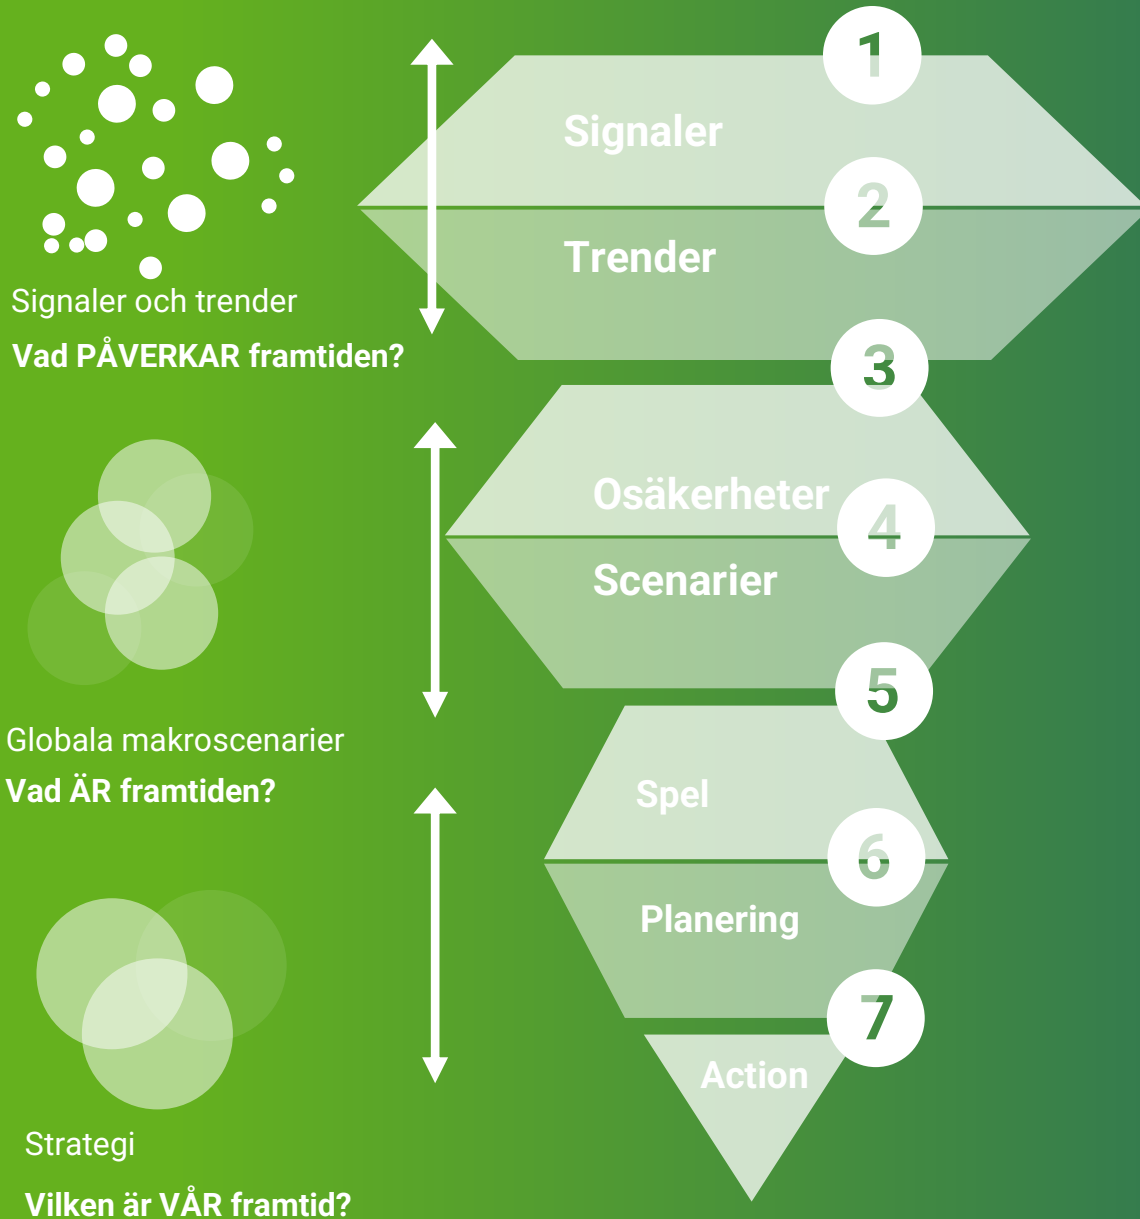 1
Signaler
2
Trender
Signaler och trender
Vad PÅVERKAR framtiden?
3
Osäkerheter
4
Scenarier
5
Globala makroscenarier
Vad ÄR framtiden?
Spel
6
Planering
7
Action
Strategi
Vilken är VÅR framtid?